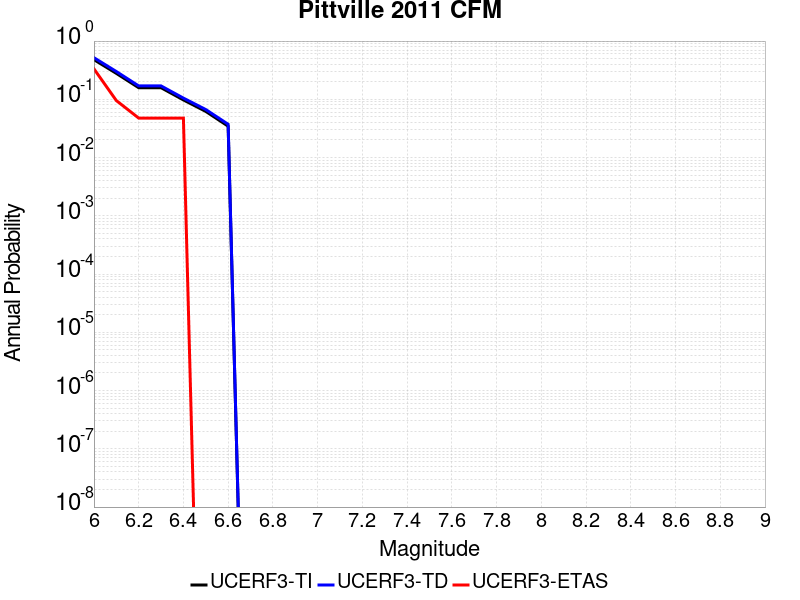 Pittville 2011 CFM
Annual Probability
10^0
10^-1
10^-2
10^-3
10^-4
10^-5
10^-6
10^-7
10^-8
6 6.2 6.4 6.6 6.8 7 7.2 7.4 7.6 7.8 8 8.2 8.4 8.6 8.8 9
Magnitude
UCERF3-TI UCERF3-TD UCERF3-ETAS